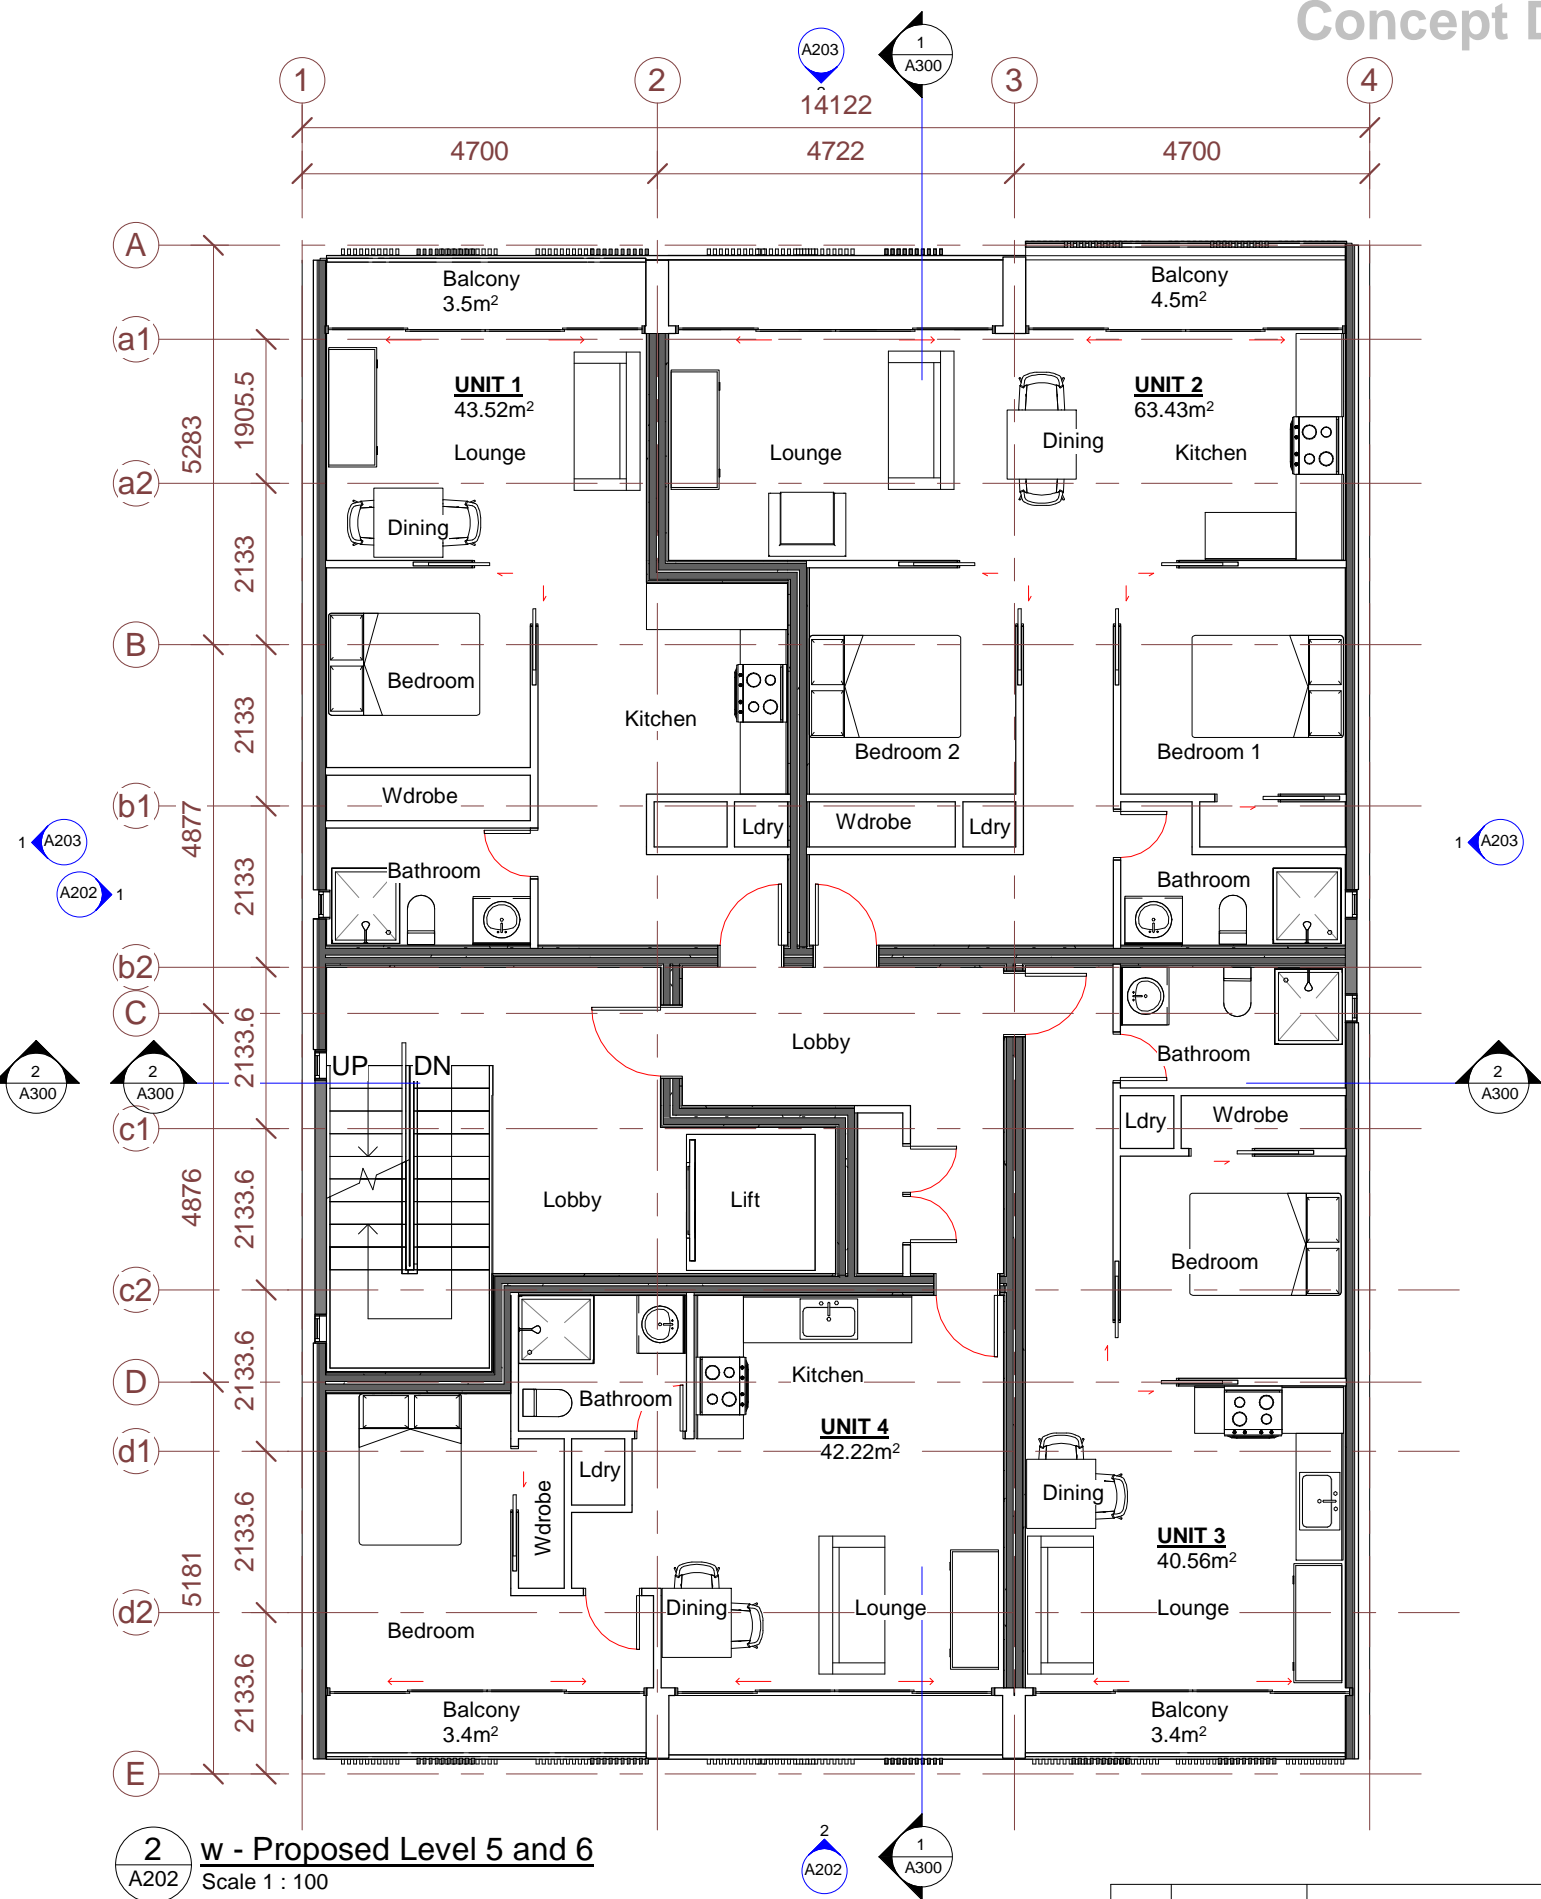 Concept D
A203
1
A300
1
2
3
4
14122
4700
4722
4700
A
a1
a2
B
b1
b2
C
c1
c2
D
d1
d2
E
5283
4877
4876
5181
1905.5
2133
2133
2133
2133.6
2133.6
2133.6
2133.6
2133.6
Balcony
3.5m²
Balcony
4.5m²
UNIT 1
43.52m²
Lounge
Dining
Lounge
Dining
UNIT 2
63.43m²
Kitchen
Bedroom
Kitchen
Bedroom 2
Bedroom 1
Wdrobe
Ldry
Wdrobe
Ldry
Bathroom
Bathroom
1 A203
A202 1
1 A203
Lobby
Bathroom
UP DN
2
A300
2
A300
2
A300
Ldry
Wdrobe
Lobby
Lift
Bedroom
Bathroom
Kitchen
UNIT 4
42.22m²
Ldry
Wdrobe
Dining
UNIT 3
40.56m²
Bedroom
Dining
Lounge
Lounge
Balcony
3.4m²
Balcony
3.4m²
2
A202
w - Proposed Level 5 and 6
Scale 1 : 100
2
A202
1
A300